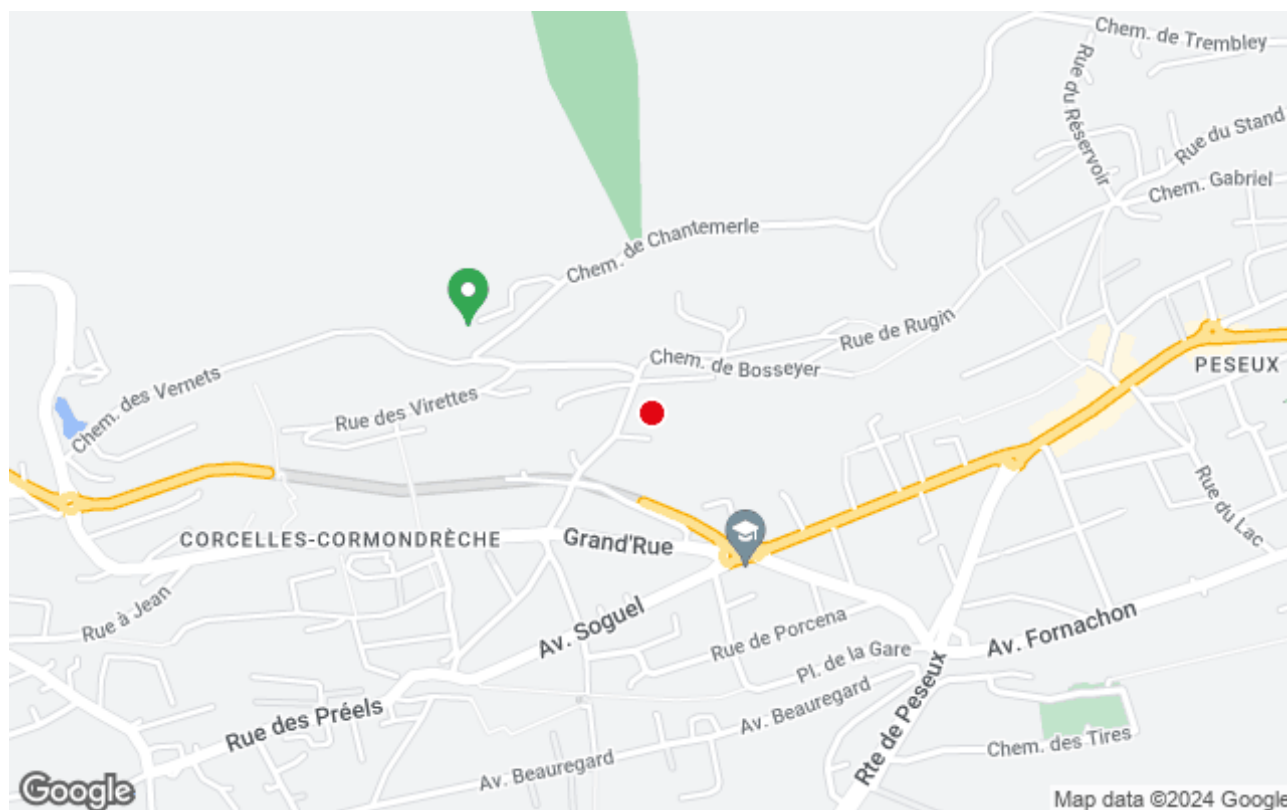 Chem. de Trembley
Rue du Réservoir
Rue du Stand
Chem. Gabriel
Chem. de Chantemerle
Rue de Rugin
Chem. de Bosseyer
PESEUX
Chem. des Vernets
Rue des Virettes
Rue du Lac
CORCELLES-CORMONDRÈCHE
Grand'Rue
Rue à Jean
Av. Soguel
Rue de Porcena
Av. Fornachon
Pl. de la Gare
Rue des Préels
Av. Beauregard
Rte de Peseux
Chem. des Tires
Av. Beauregard
Google
Map data ©2024 Google